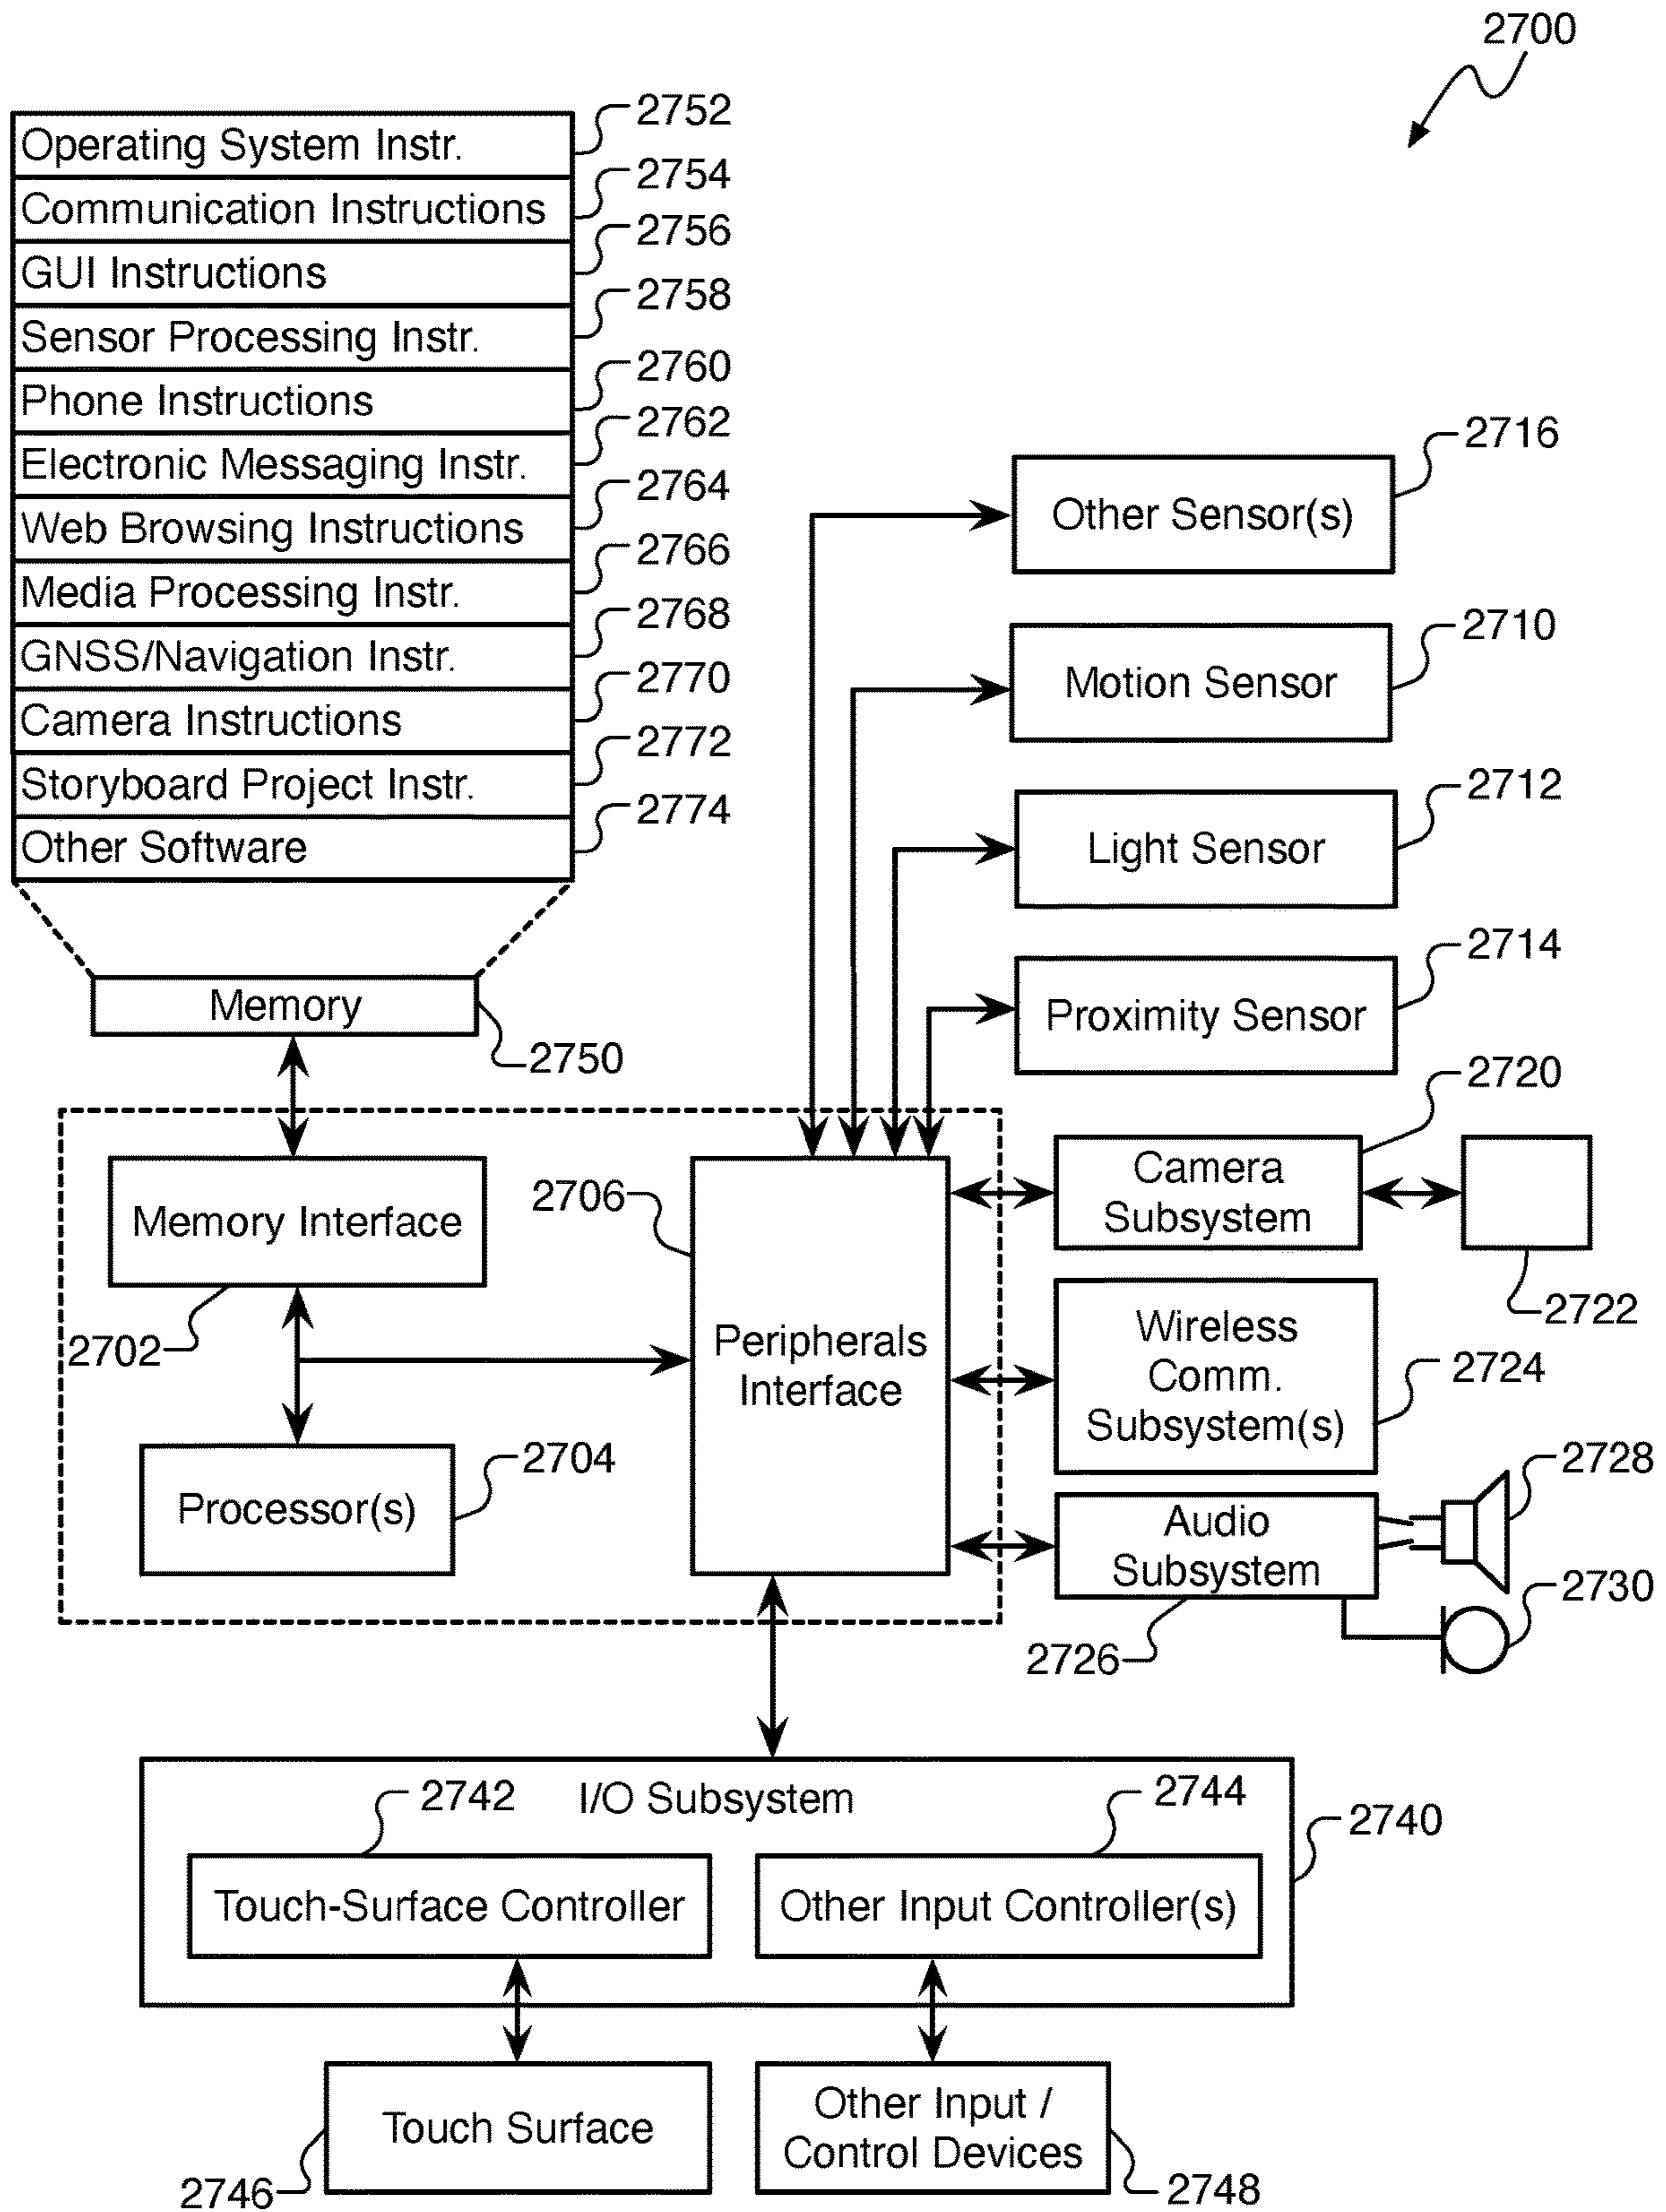 2700
Operating System Instr.
2752
Communication Instructions
2754
GUI Instructions
2756
Sensor Processing Instr.
2758
Phone Instructions
2760
Electronic Messaging Instr.
2762
Web Browsing Instructions
2764
Media Processing Instr.
2766
GNSS/Navigation Instr.
2768
Camera Instructions
2770
Storyboard Project Instr.
2772
Other Software
2774
Memory
2750
Other Sensor(s)
2716
Motion Sensor
2710
Light Sensor
2712
Proximity Sensor
2714
Memory Interface
2702
Processor(s)
2704
2706
Peripherals
Interface
Camera
Subsystem
2720
2722
Wireless
Comm.
Subsystem(s)
2724
Audio
Subsystem
2726
2728
2730
I/O Subsystem
2740
2742
Touch-Surface Controller
2744
Other Input Controller(s)
Touch Surface
2746
Other Input /
Control Devices
2748